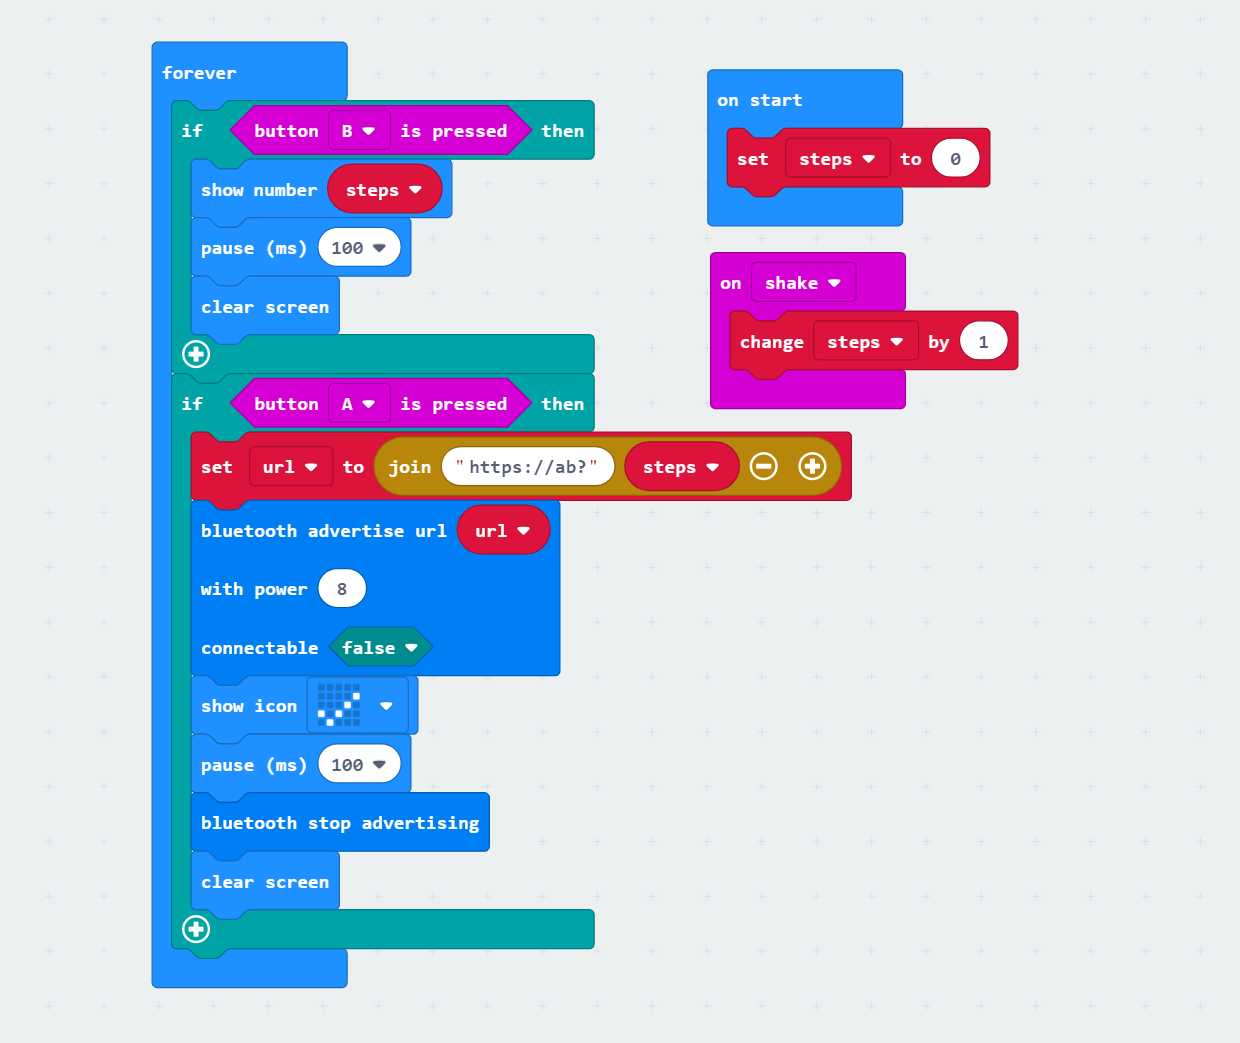 forever
if button B is pressed then
show number steps
pause (ms) 100
clear screen
if button A is pressed then
set url to join "https://ab?" steps
bluetooth advertise url url
with power 8
connectable false
show icon
pause (ms) 100
bluetooth stop advertising
clear screen
on start
set steps to 0
on shake
change steps by 1